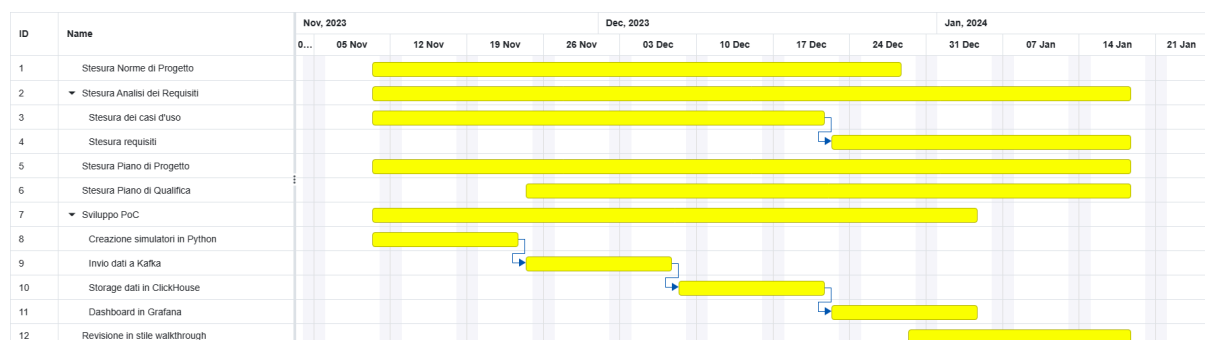 ID Name Nov, 2023 Dec, 2023 Jan, 2024
0... 05 Nov 12 Nov 19 Nov 26 Nov 03 Dec 10 Dec 17 Dec 24 Dec 31 Dec 07 Jan 14 Jan 21 Jan
1 Stesura Norme di Progetto
2 Stesura Analisi dei Requisiti
3 Stesura dei casi d'uso
4 Stesura requisiti
5 Stesura Piano di Progetto
6 Stesura Piano di Qualifica
7 Sviluppo PoC
8 Creazione simulatori in Python
9 Invio dati a Kafka
10 Storage dati in ClickHouse
11 Dashboard in Grafana
12 Revisione in stile walkthrough